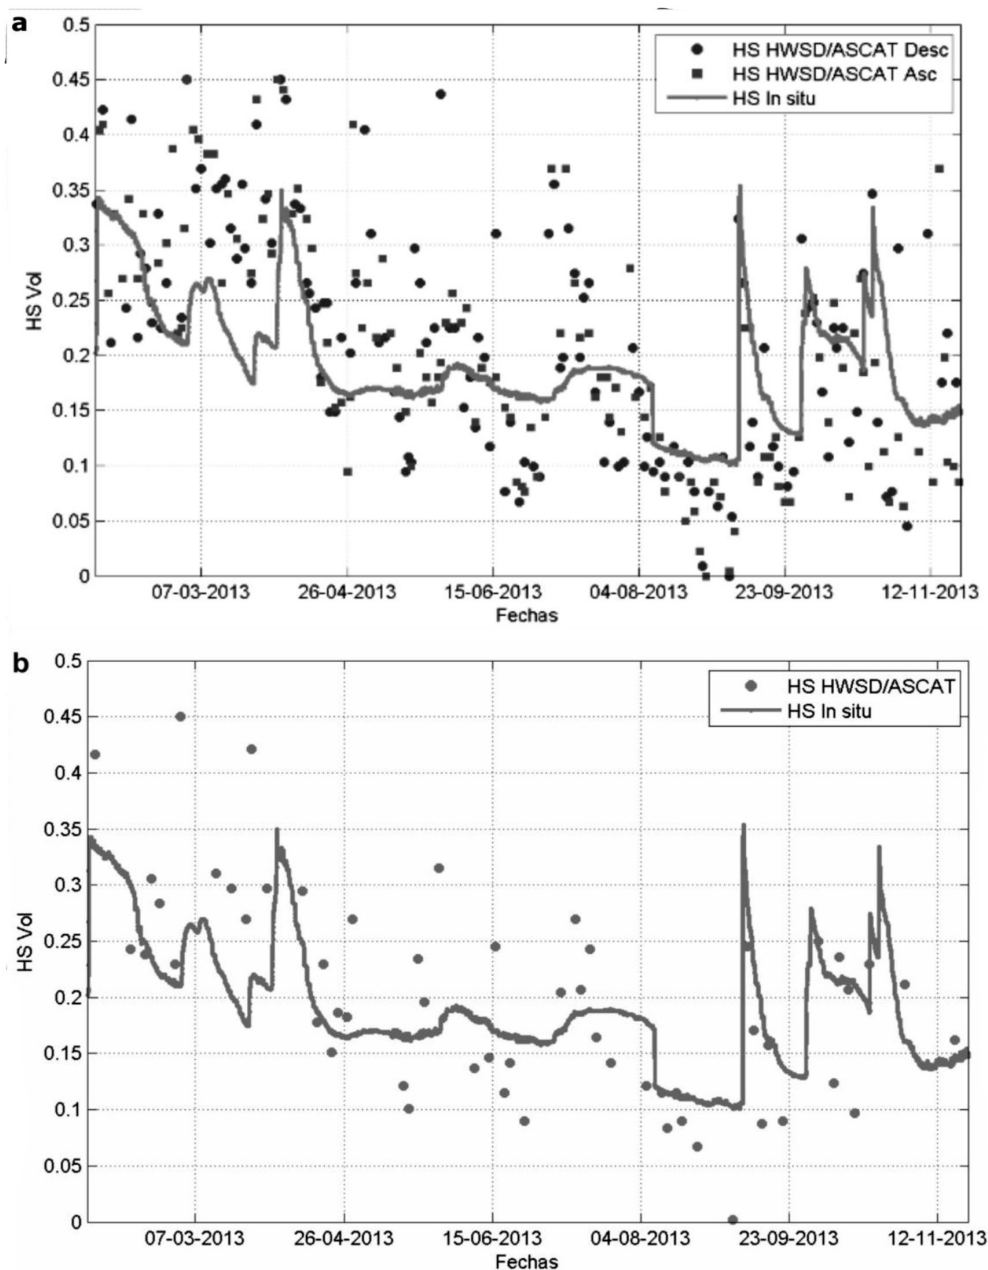 a
0.5
HS HWSD/ASCAT Desc
0.45
HS HWSD/ASCAT Asc
HS In situ
0.4
0.35
0.3
HS Vol
0.25
0.2
0.15
0.1
0.05
0
07-03-2013 26-04-2013 15-06-2013 04-08-2013 23-09-2013 12-11-2013
Fechas
b
0.5
HS HWSD/ASCAT
0.45
HS In situ
0.4
0.35
0.3
HS Vol
0.25
0.2
0.15
0.1
0.05
0
07-03-2013 26-04-2013 15-06-2013 04-08-2013 23-09-2013 12-11-2013
Fechas